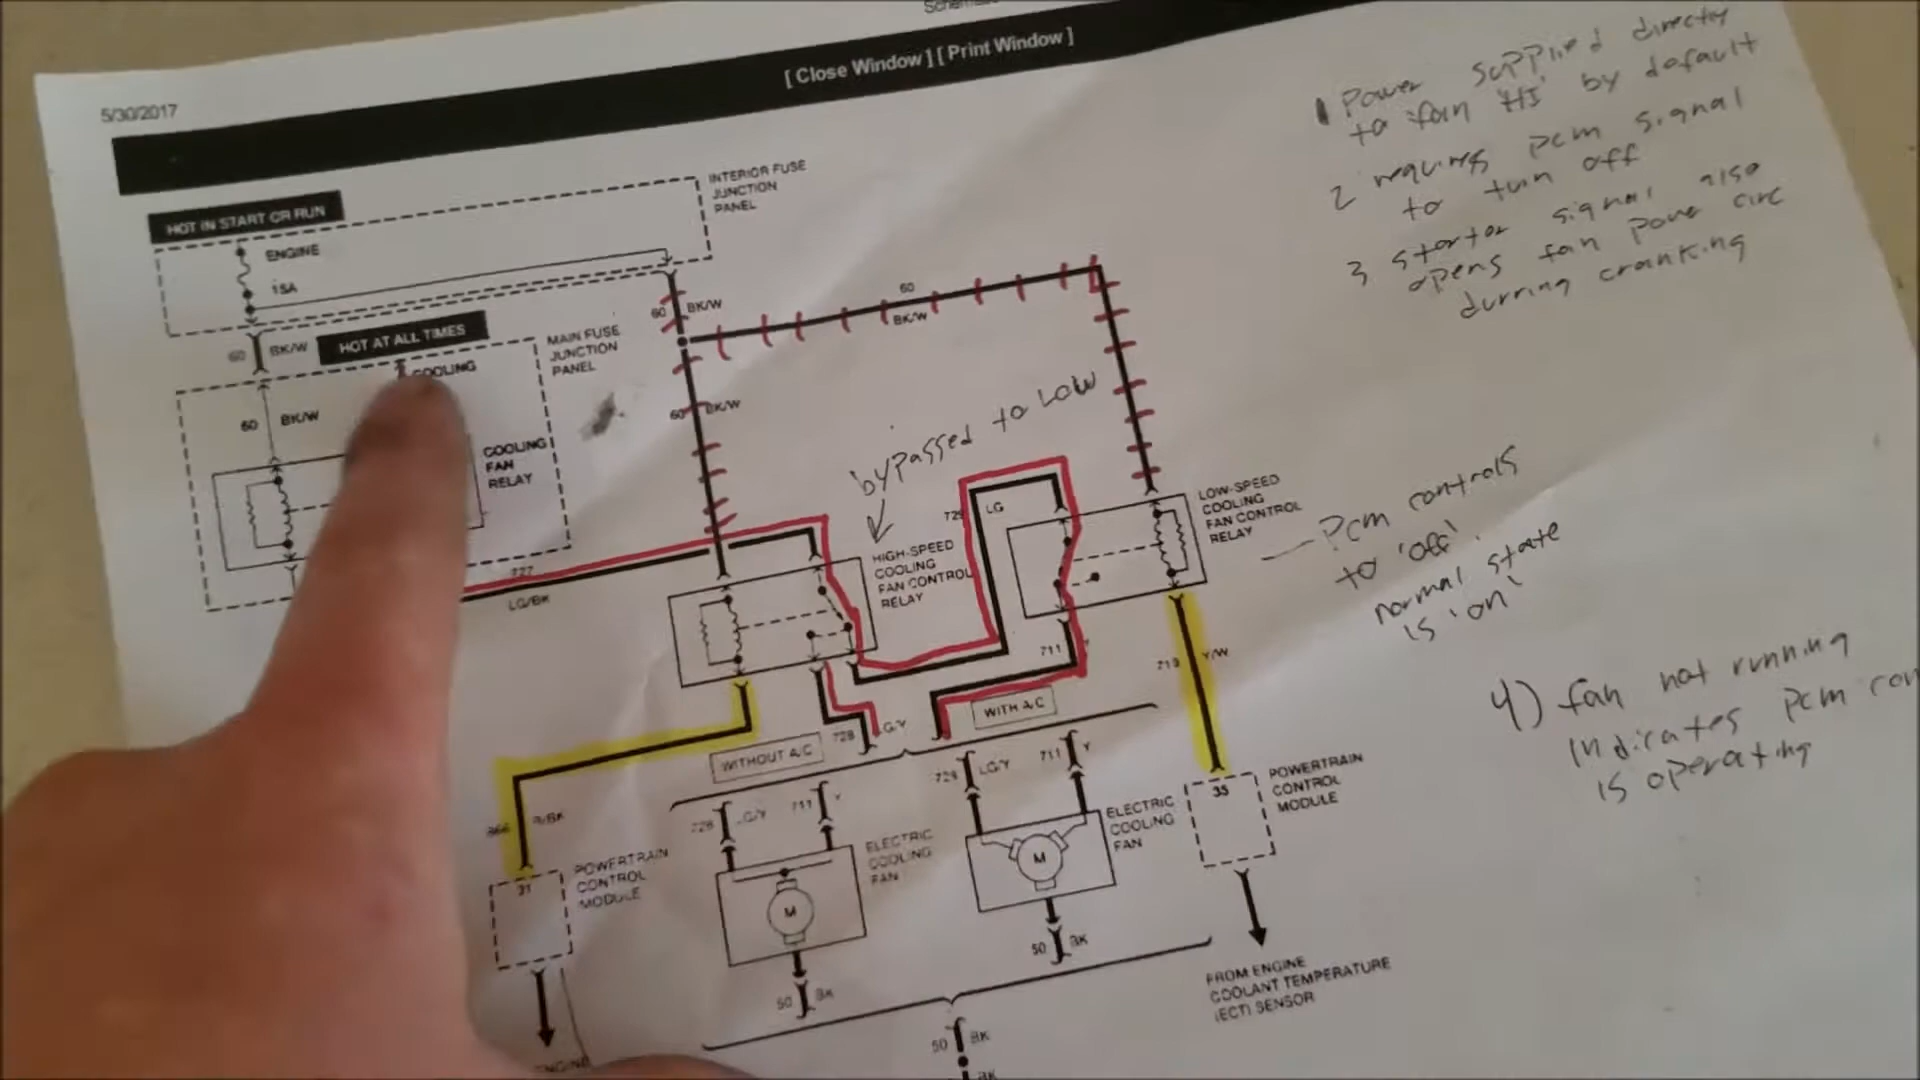 [ Close Window ] [ Print Window ]
5/30/2017
HOT IN START OR RUN
INTERIOR FUSE
JUNCTION
PANEL
ENGINE
15A
60
BK/W
HOT AT ALL TIMES
MAIN FUSE
JUNCTION
PANEL
COOLING
60
BK/W
60
BK/W
60
BK/W
60
BK/W
COOLING
FAN
RELAY
727
LG/BK
bypassed to LOW
HIGH-SPEED
COOLING
FAN CONTROL
RELAY
LG
LOW-SPEED
COOLING
FAN CONTROL
RELAY
711
Y/W
WITHOUT A/C
728
WITH A/C
POWERTRAIN
CONTROL
MODULE
31
728
711
Y
ELECTRIC
COOLING
FAN
M
LG/Y
711
Y
ELECTRIC
COOLING
FAN
M
35
POWERTRAIN
CONTROL
MODULE
50
BK
50
BK
50
BK
BK
FROM ENGINE
COOLANT TEMPERATURE
(ECT) SENSOR
1 Power supplied directly
to fan 'HI' by default
2 requires pcm signal
to turn off
3 starter signal also
opens fan power circ
durring cranking
Pcm controls
to 'off'.
normal state
is 'on'
4) fan not running
indicates pcm con
is operating